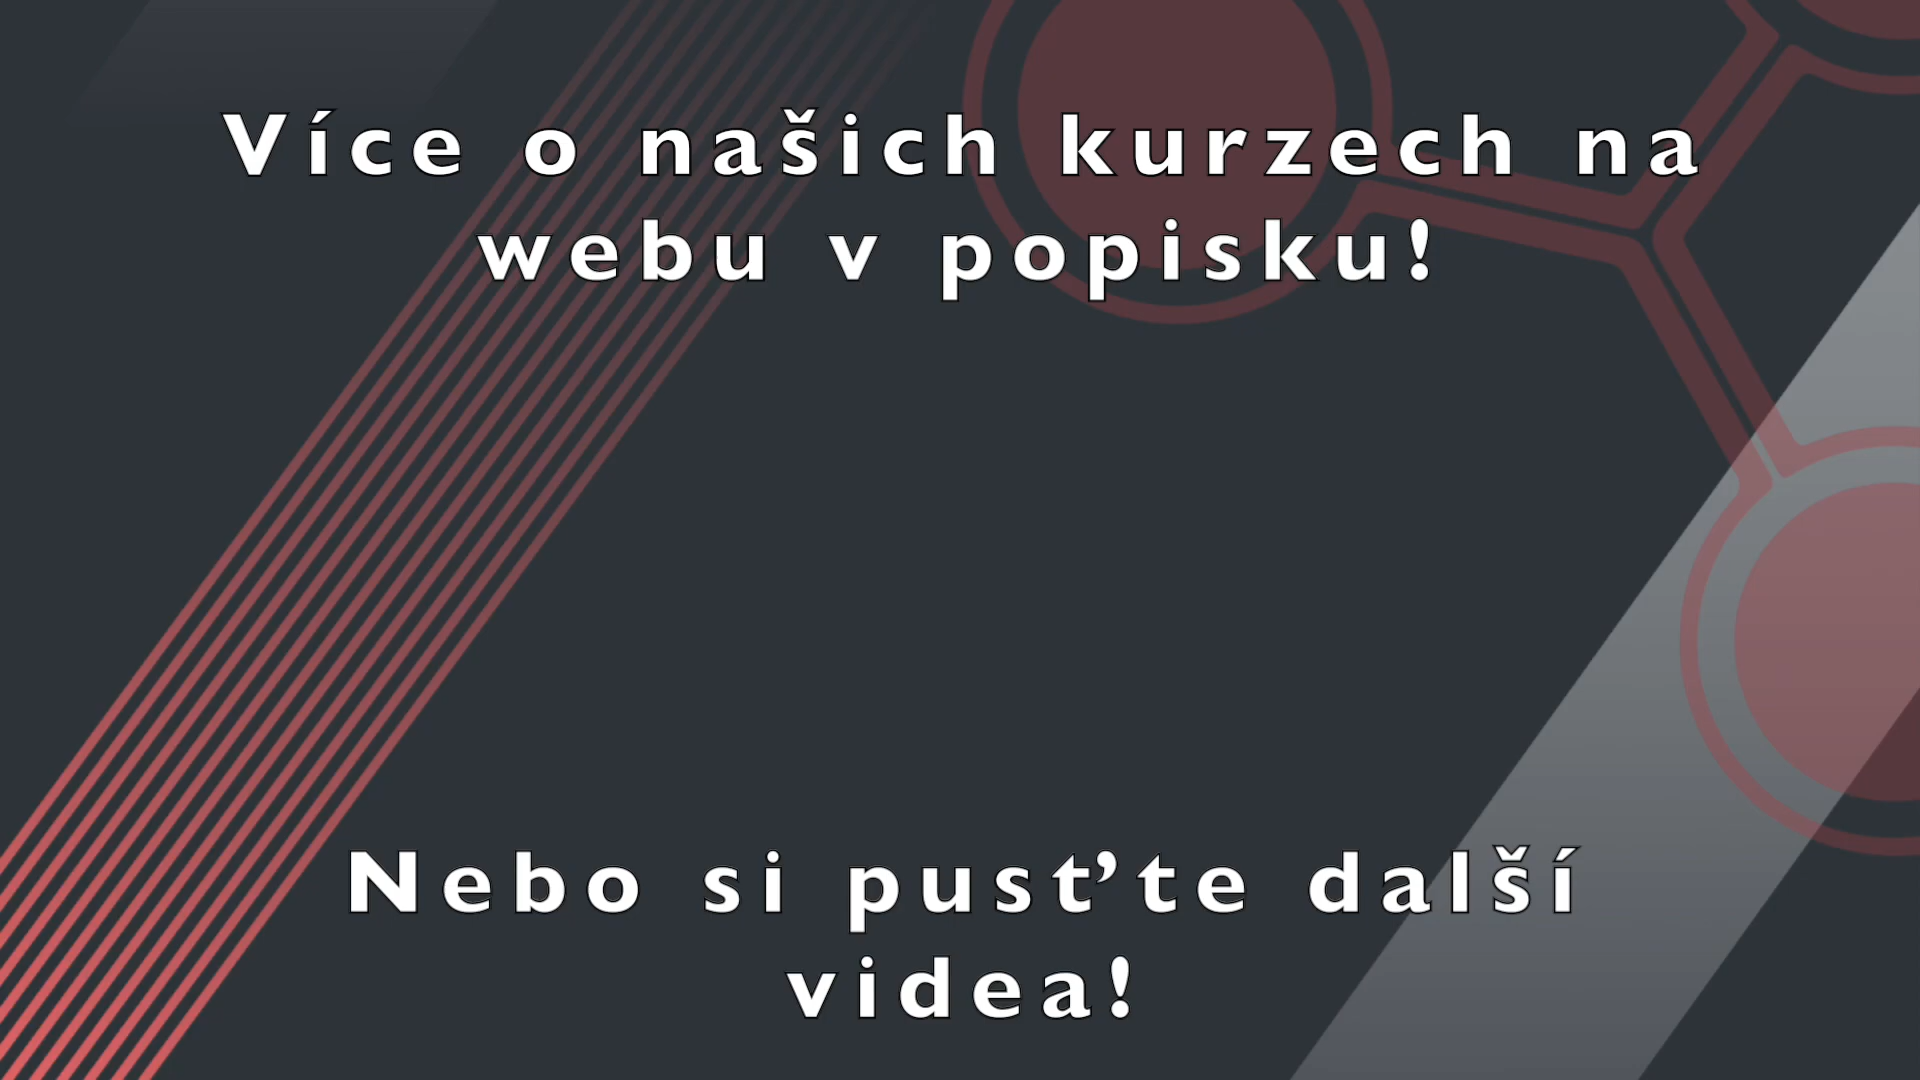 Více o našich kurzech na
webu v popisku!
Nebo si pusťte další
videa!